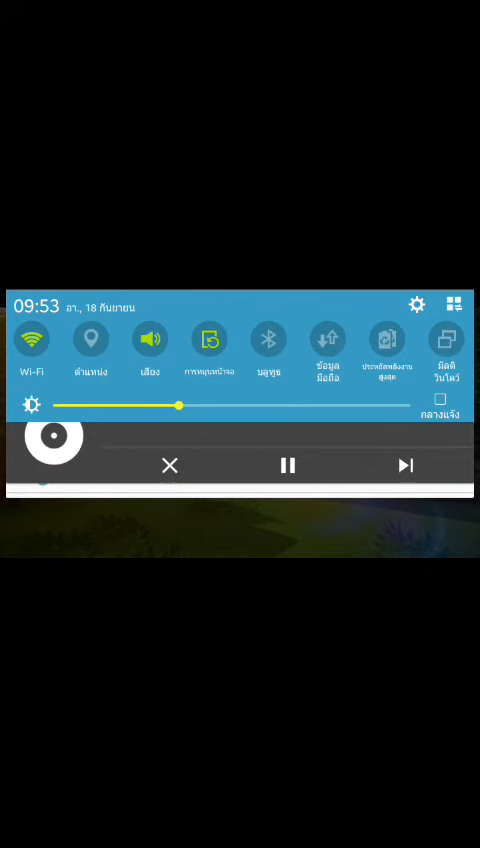 09:53 อา., 18 กันยายน
Wi-Fi
ตำแหน่ง
เสียง
การหมุนหน้าจอ
บลูทูธ
ข้อมูล
มือถือ
ประหยัดพลังงาน
สูงสุด
มัลติ
วินโดว์
กลางแจ้ง